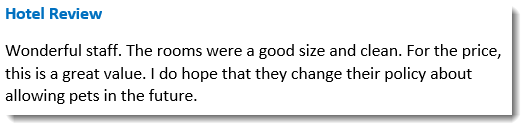 Hotel Review
Wonderful staff. The rooms were a good size and clean. For the price,
this is a great value. I do hope that they change their policy about
allowing pets in the future.